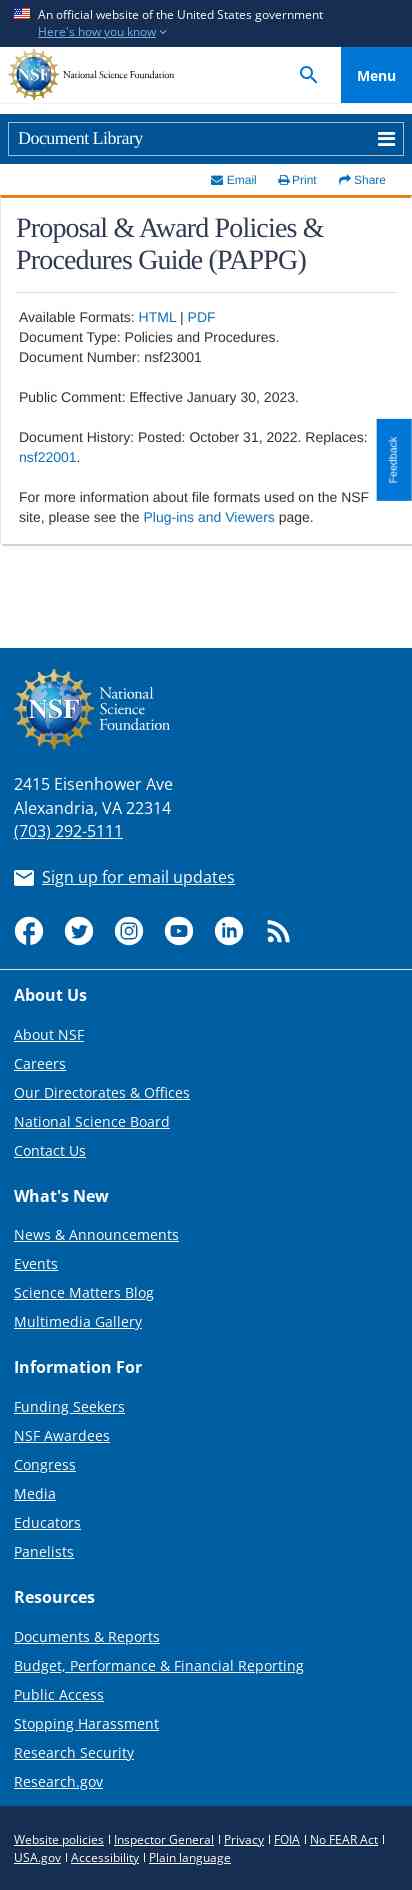 An official website of the United States government
Here's how you know
NSF National Science Foundation
Menu
Document Library
Email Print Share
Proposal & Award Policies &
Procedures Guide (PAPPG)
Available Formats: HTML | PDF
Document Type: Policies and Procedures.
Document Number: nsf23001
Public Comment: Effective January 30, 2023.
Feedback
Document History: Posted: October 31, 2022. Replaces:
nsf22001.
For more information about file formats used on the NSF
site, please see the Plug-ins and Viewers page.
NSF
National
Science
Foundation
2415 Eisenhower Ave
Alexandria, VA 22314
(703) 292-5111
Sign up for email updates
About Us
About NSF
Careers
Our Directorates & Offices
National Science Board
Contact Us
What's New
News & Announcements
Events
Science Matters Blog
Multimedia Gallery
Information For
Funding Seekers
NSF Awardees
Congress
Media
Educators
Panelists
Resources
Documents & Reports
Budget, Performance & Financial Reporting
Public Access
Stopping Harassment
Research Security
Research.gov
Website policies | Inspector General | Privacy | FOIA | No FEAR Act |
USA.gov | Accessibility | Plain language